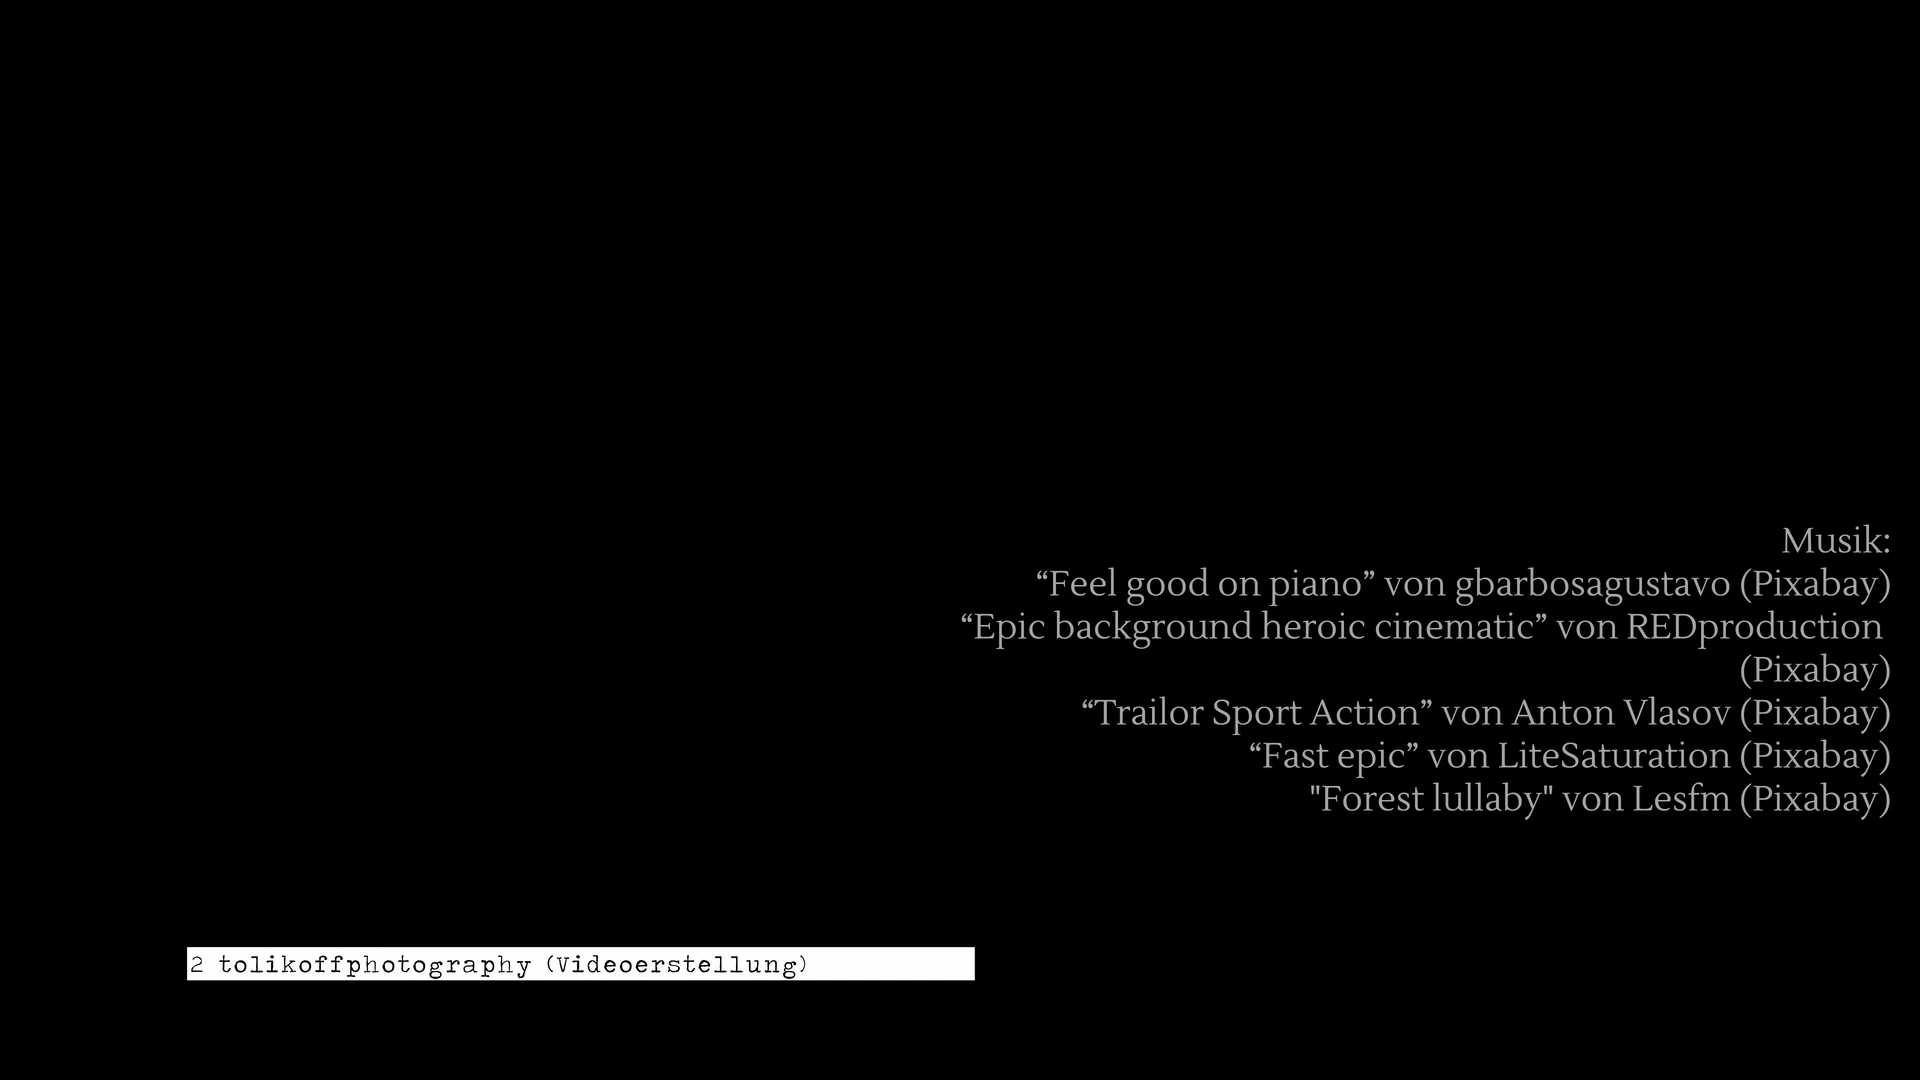 Musik:
“Feel good on piano” von gbarbosagustavo (Pixabay)
“Epic background heroic cinematic” von REDproduction
(Pixabay)
“Trailor Sport Action” von Anton Vlasov (Pixabay)
“Fast epic” von LiteSaturation (Pixabay)
"Forest lullaby" von Lesfm (Pixabay)
2 tolikoffphotography (Videoerstellung)